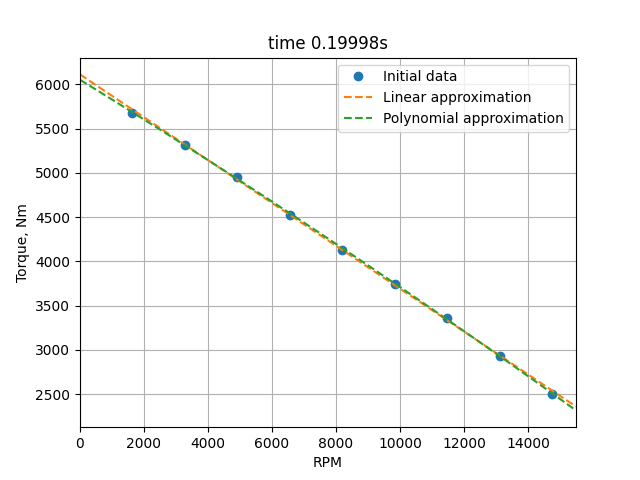 time 0.19998s
Initial data
Linear approximation
Polynomial approximation
Torque, Nm
6000
5500
5000
4500
4000
3500
3000
2500
0 2000 4000 6000 8000 10000 12000 14000
RPM